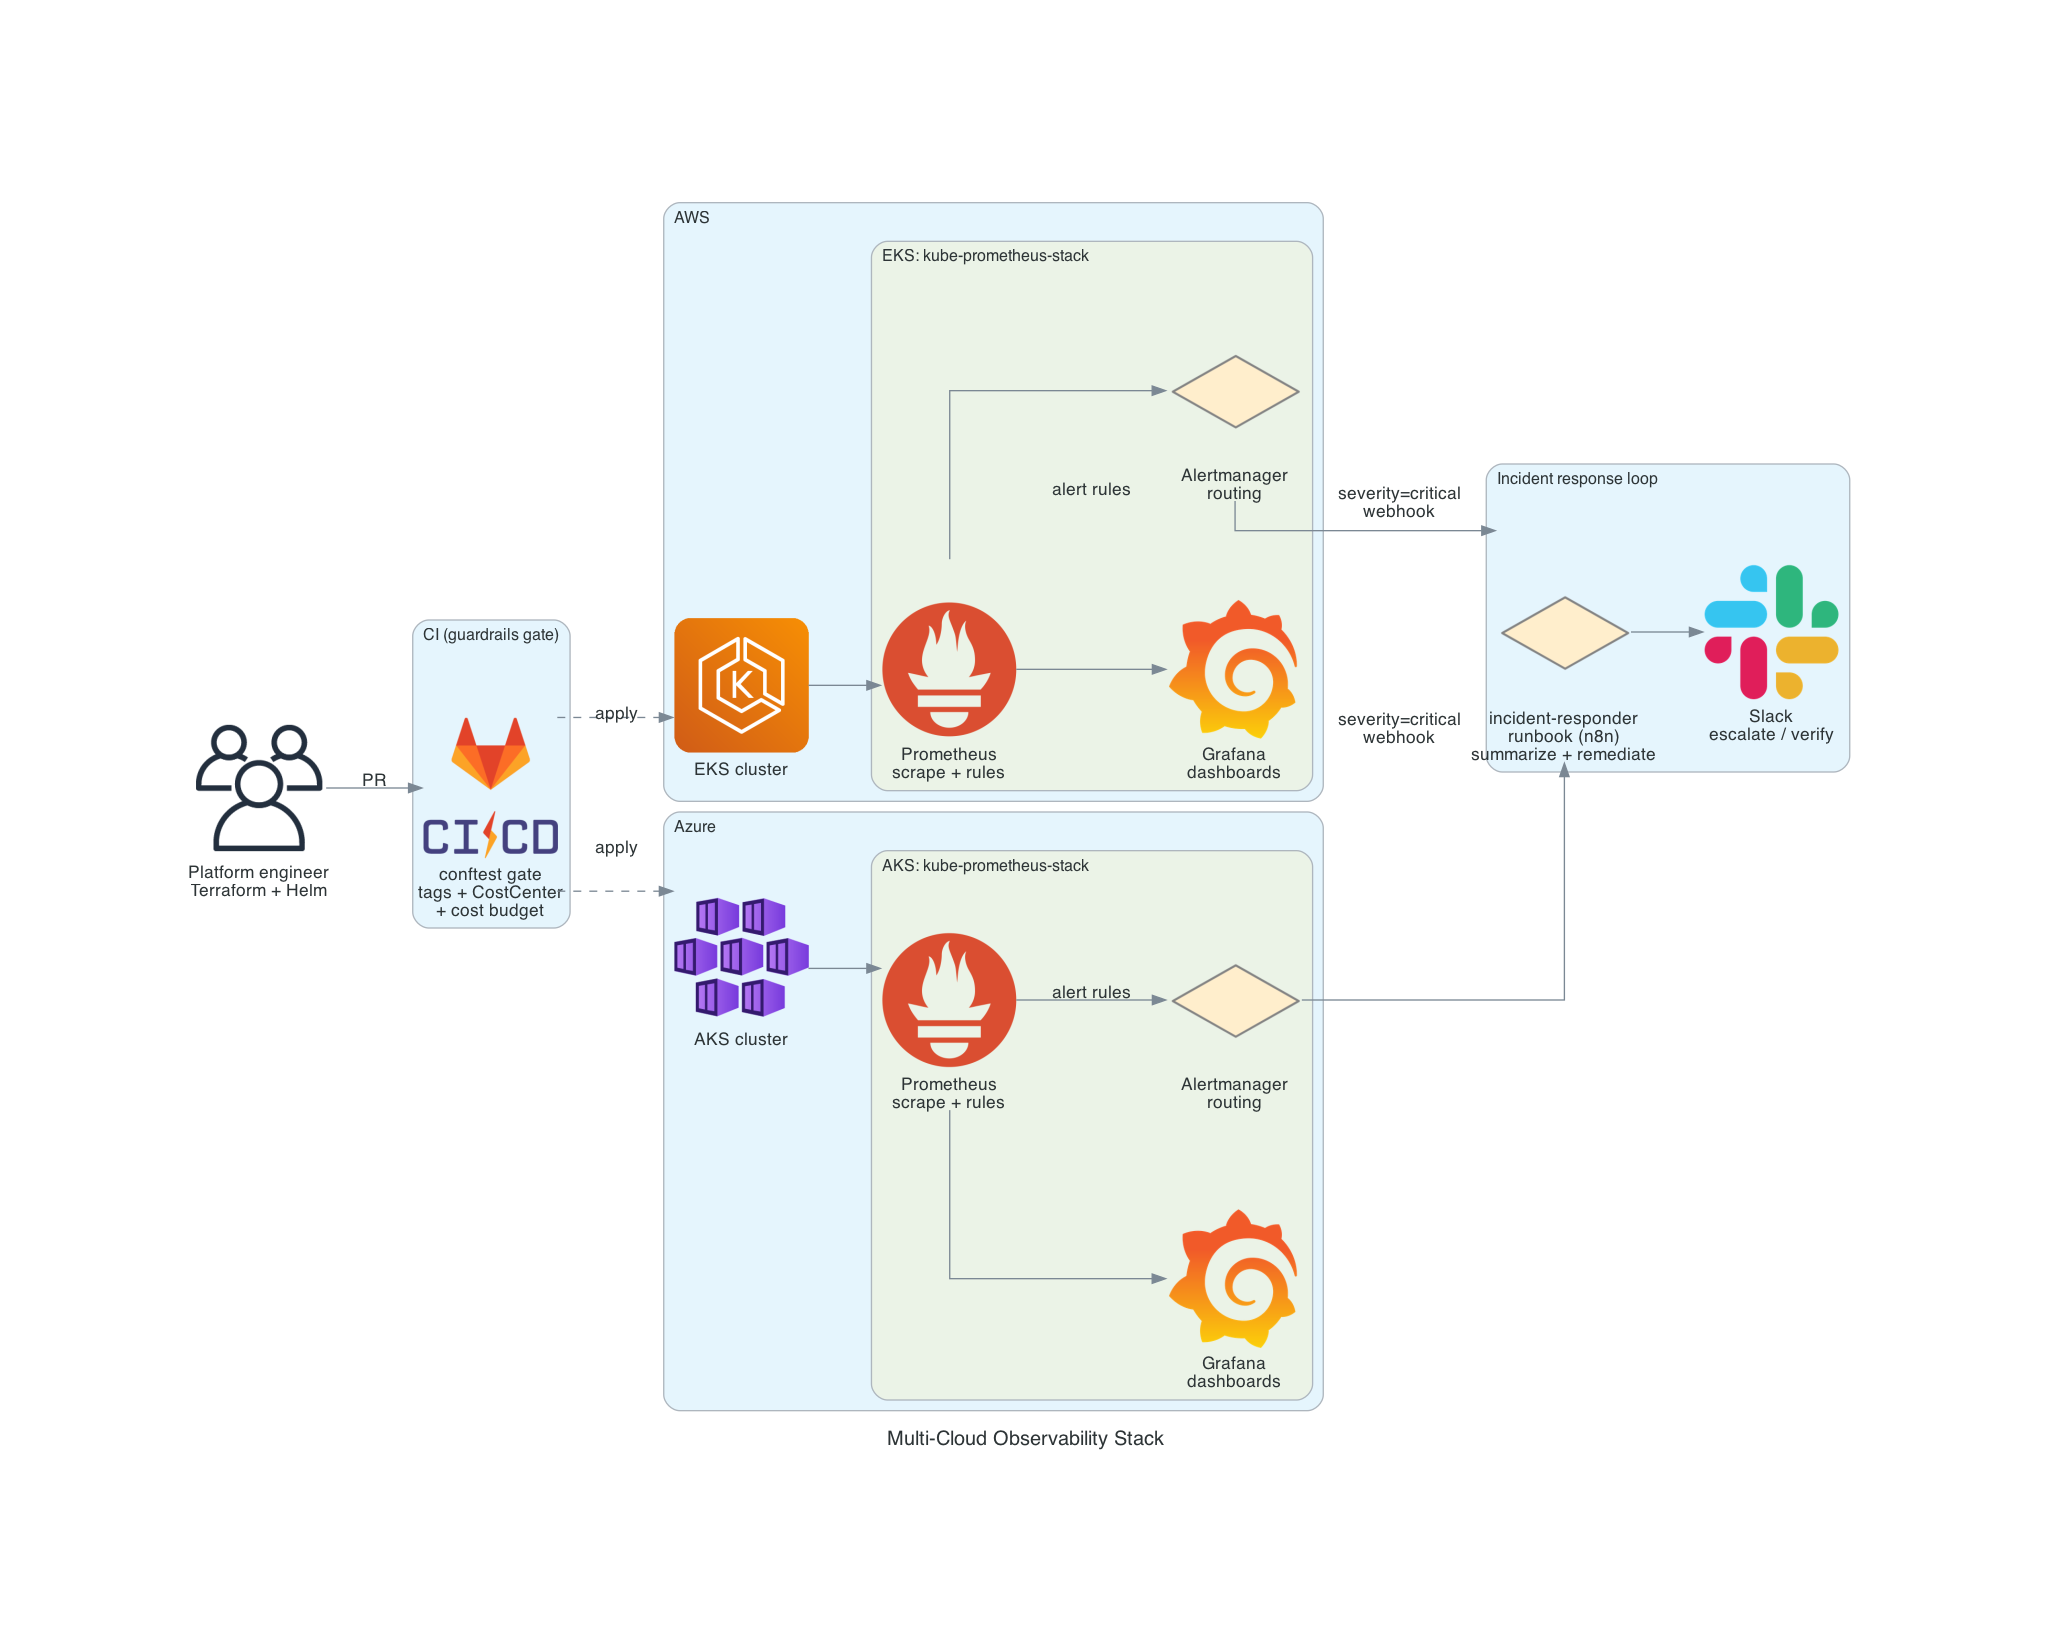 AWS
EKS: kube-prometheus-stack
alert rules
Alertmanager
routing
severity=critical
webhook
Incident response loop
CI (guardrails gate)
apply
K
EKS cluster
Prometheus
scrape + rules
Grafana
dashboards
severity=critical
webhook
incident-responder
runbook (n8n)
summarize + remediate
Slack
escalate / verify
PR
Platform engineer
Terraform + Helm
CI CD
conftest gate
tags + CostCenter
+ cost budget
apply
Azure
AKS: kube-prometheus-stack
AKS cluster
alert rules
Prometheus
scrape + rules
Alertmanager
routing
Grafana
dashboards
Multi-Cloud Observability Stack